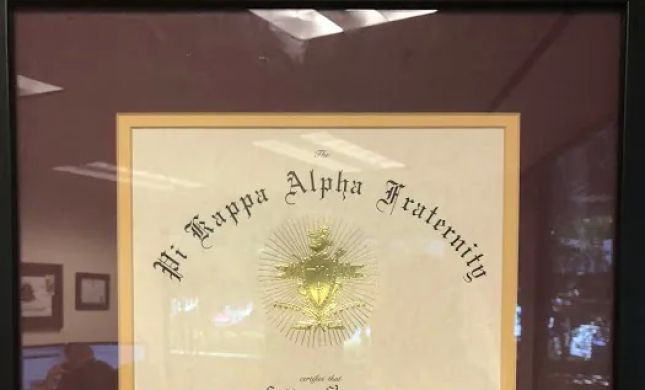 The
Pi Kappa Alpha Fraternity
certifies that